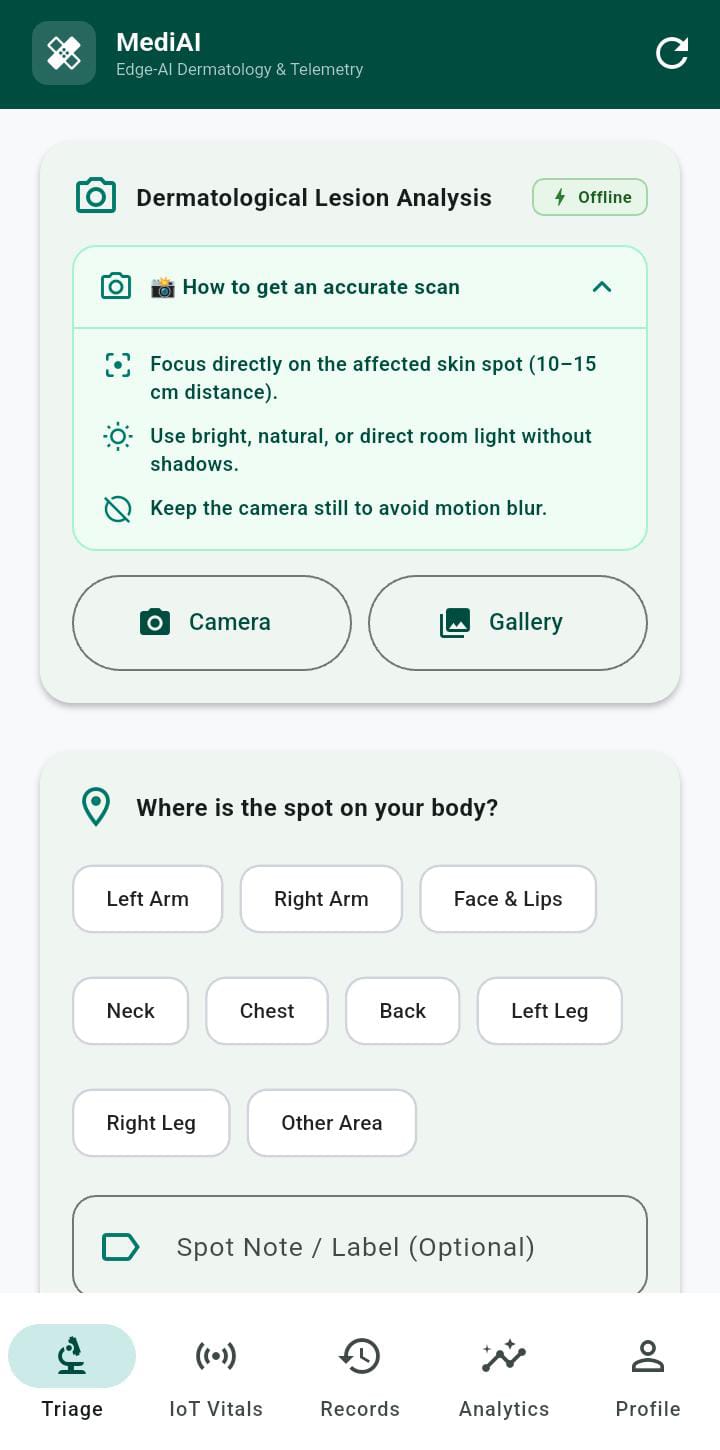 MediAI
Edge-AI Dermatology & Telemetry
Dermatological Lesion Analysis
Offline
📸 How to get an accurate scan
Focus directly on the affected skin spot (10–15
cm distance).
Use bright, natural, or direct room light without
shadows.
Keep the camera still to avoid motion blur.
Camera
Gallery
Where is the spot on your body?
Left Arm
Right Arm
Face & Lips
Neck
Chest
Back
Left Leg
Right Leg
Other Area
Spot Note / Label (Optional)
Triage
IoT Vitals
Records
Analytics
Profile